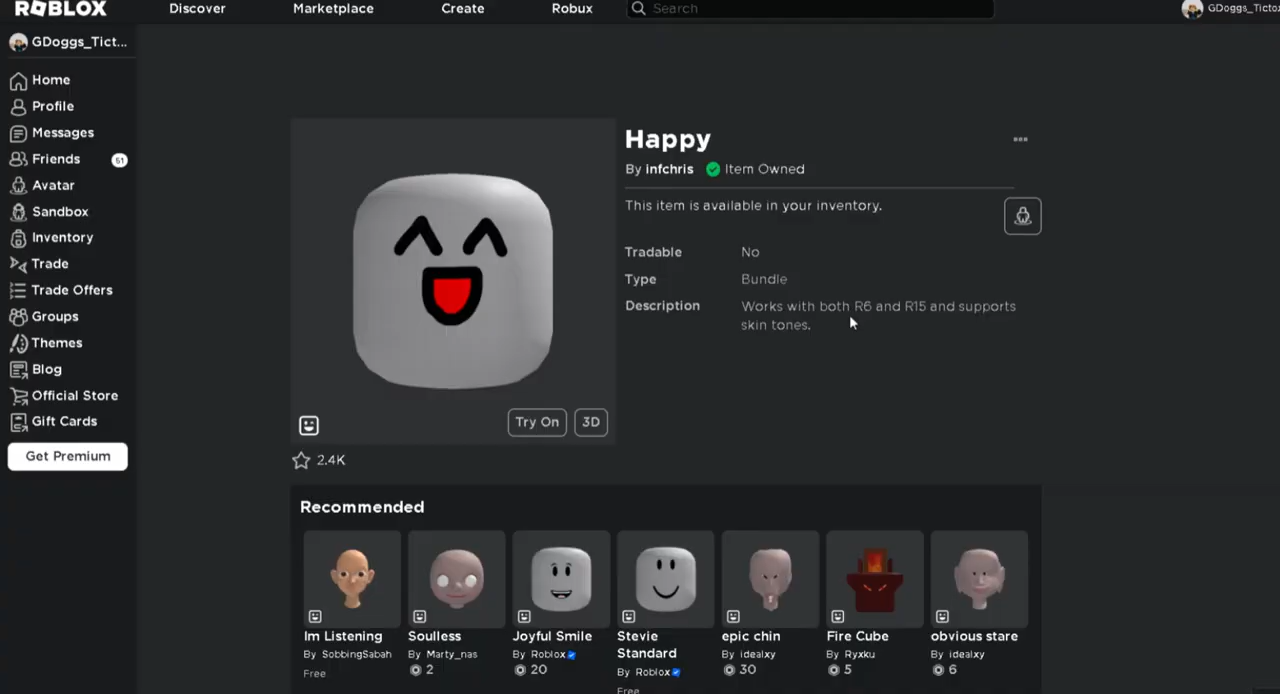 ROBLOX
Discover
Marketplace
Create
Robux
Search
GDoggs_Ticto
GDoggs_Tict...
Home
Profile
Messages
Friends 51
Avatar
Sandbox
Inventory
Trade
Trade Offers
Groups
Themes
Blog
Official Store
Gift Cards
Get Premium
Happy
By infchris Item Owned
This item is available in your inventory.
Tradable No
Type Bundle
Description Works with both R6 and R15 and supports
skin tones.
Try On 3D
2.4K
Recommended
Im Listening
By SobbingSabah
Free
Soulless
By Marty_nas
2
Joyful Smile
By Roblox
20
Stevie
Standard
By Roblox
Free
epic chin
By idealxy
30
Fire Cube
By Ryxku
5
obvious stare
By idealxy
6